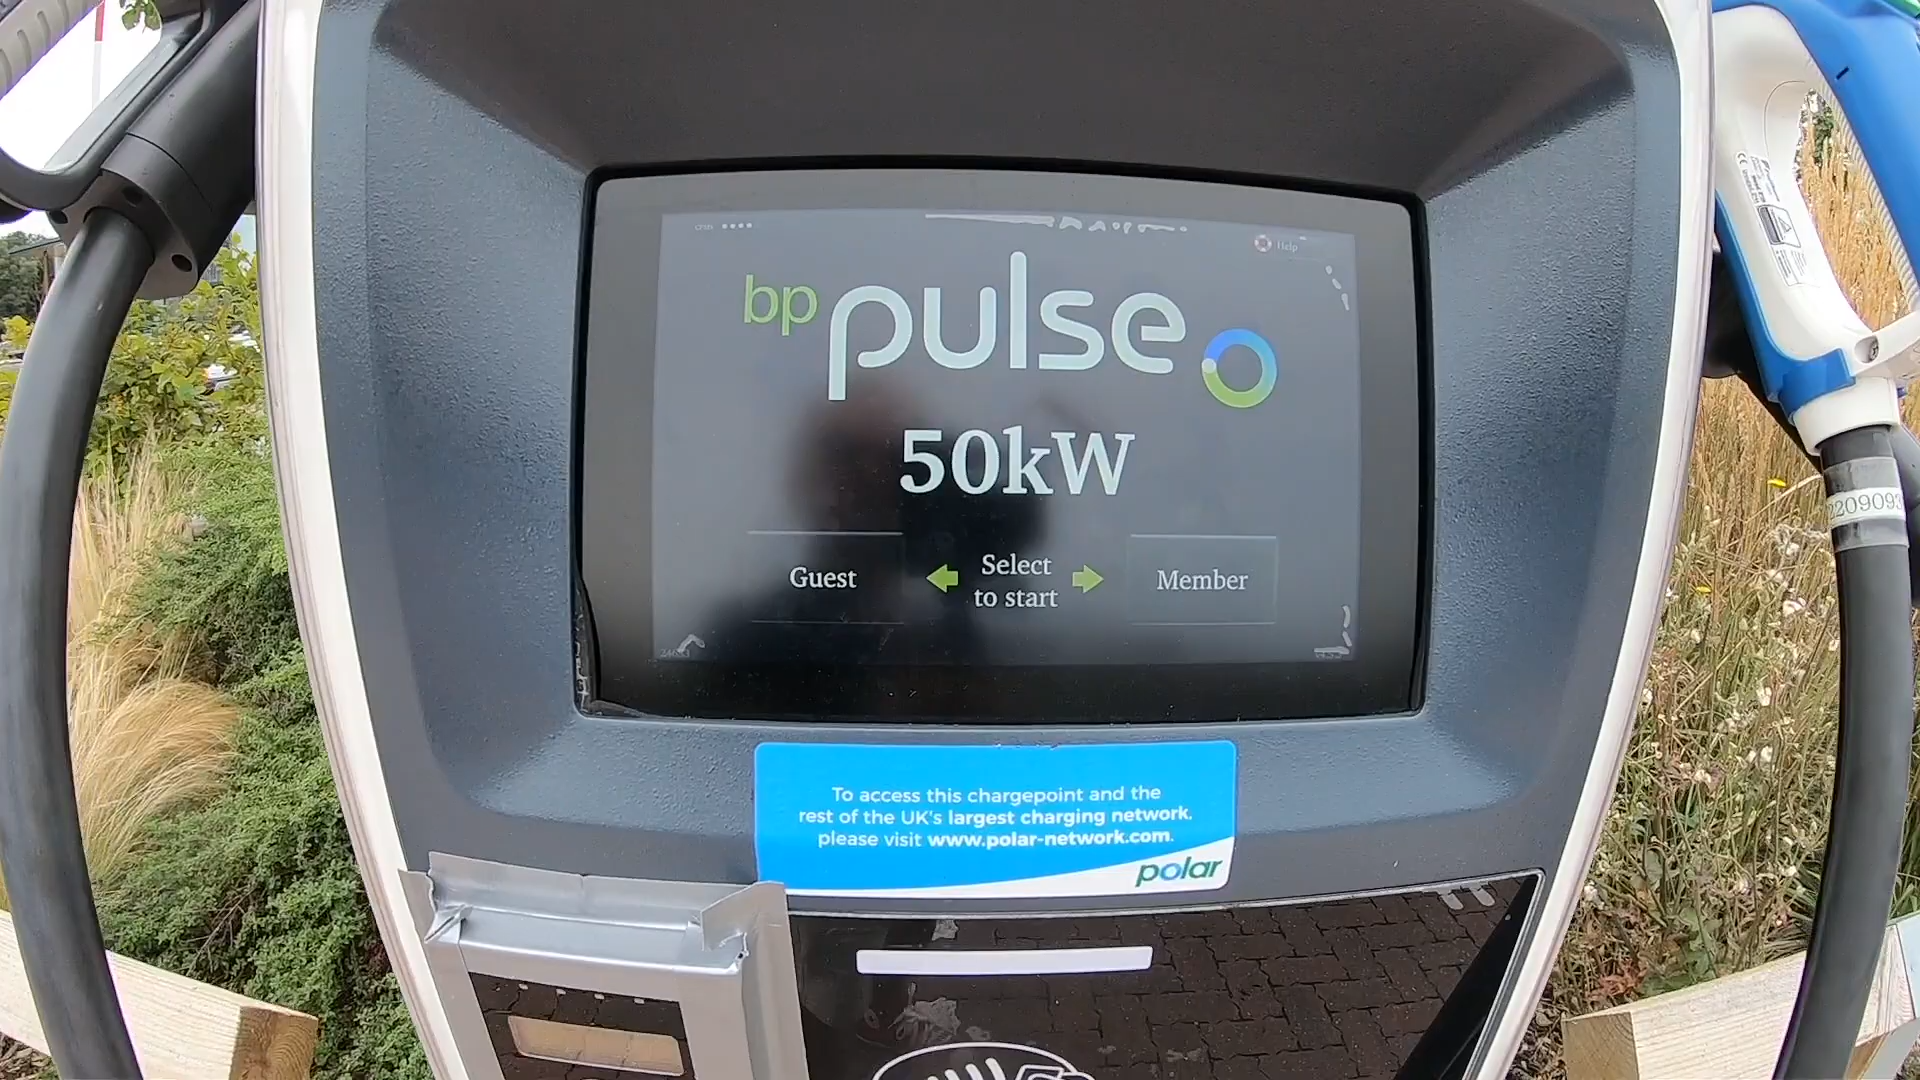 Help
bp pulse
50kW
Guest
Select
to start
Member
To access this chargepoint and the
rest of the UK's largest charging network,
please visit www.polar-network.com.
polar